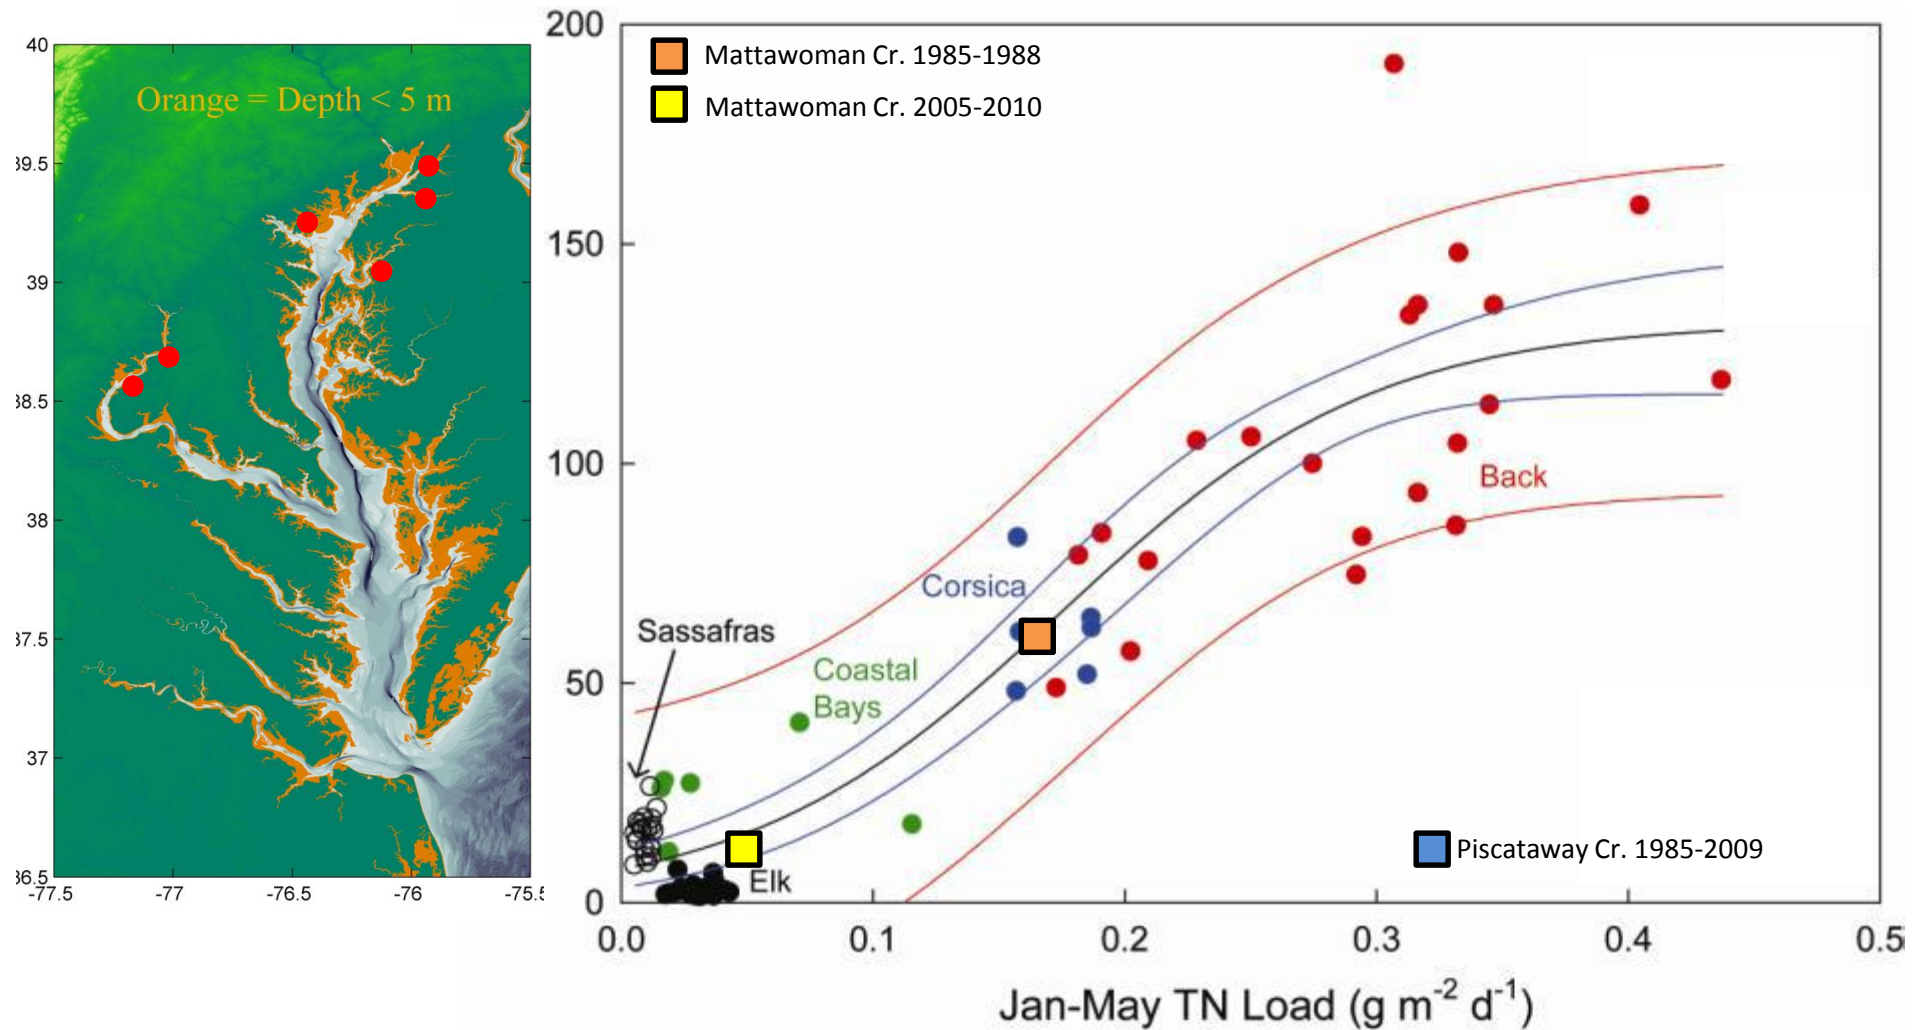 Orange = Depth < 5 m
40
39.5
39
38.5
38
37.5
37
36.5
-77.5
-77
-76.5
-76
-75.5
200
150
100
50
0
Mattawoman Cr. 1985-1988
Mattawoman Cr. 2005-2010
Back
Corsica
Sassafras
Coastal
Bays
Elk
Piscataway Cr. 1985-2009
0.0
0.1
0.2
0.3
0.4
0.5
Jan-May TN Load (g m-2 d-1)